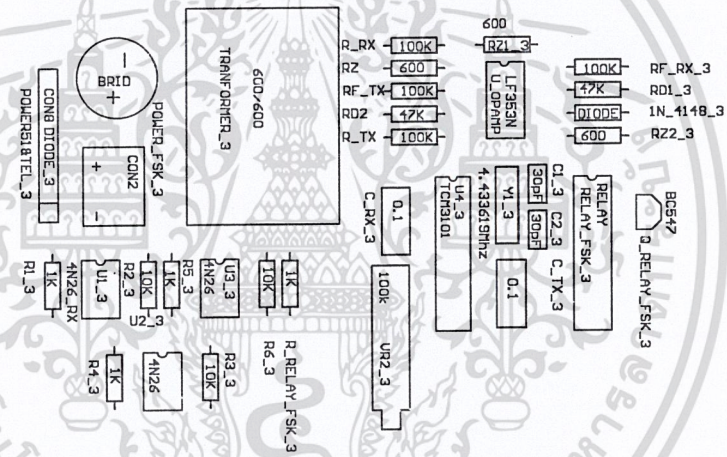 600
R_RX 100K
RZ1_3
RZ 600
RF_TX 100K
RD2 47K
R_TX 100K
LF353N
U_OPAMP
100K RF_RX_3
47K RD1_3
DIODE 1N_4148_3
600 RZ2_3
BRID
POWER_FSK_3
CON8 DIODE_3
POWER518TEL_3
CON2
600/600
TRANFORMER_3
C_RX_3
0.1
U4_3
TCM3101
4.433619Mhz
Y1_3
30pF
C1_3
30pF
C2_3
C_TX_3
0.1
RELAY
RELAY_FSK_3
BC547
Q_RELAY_FSK_3
100k
UR2_3
R1_3
1K
4N26_RX
U1_3
R2_3
10K
1K
R5_3
4N26
U3_3
10K
1K
R6_3
R_RELAY_FSK_3
U2_3
R4_3
1K
4N26
10K
R3_3